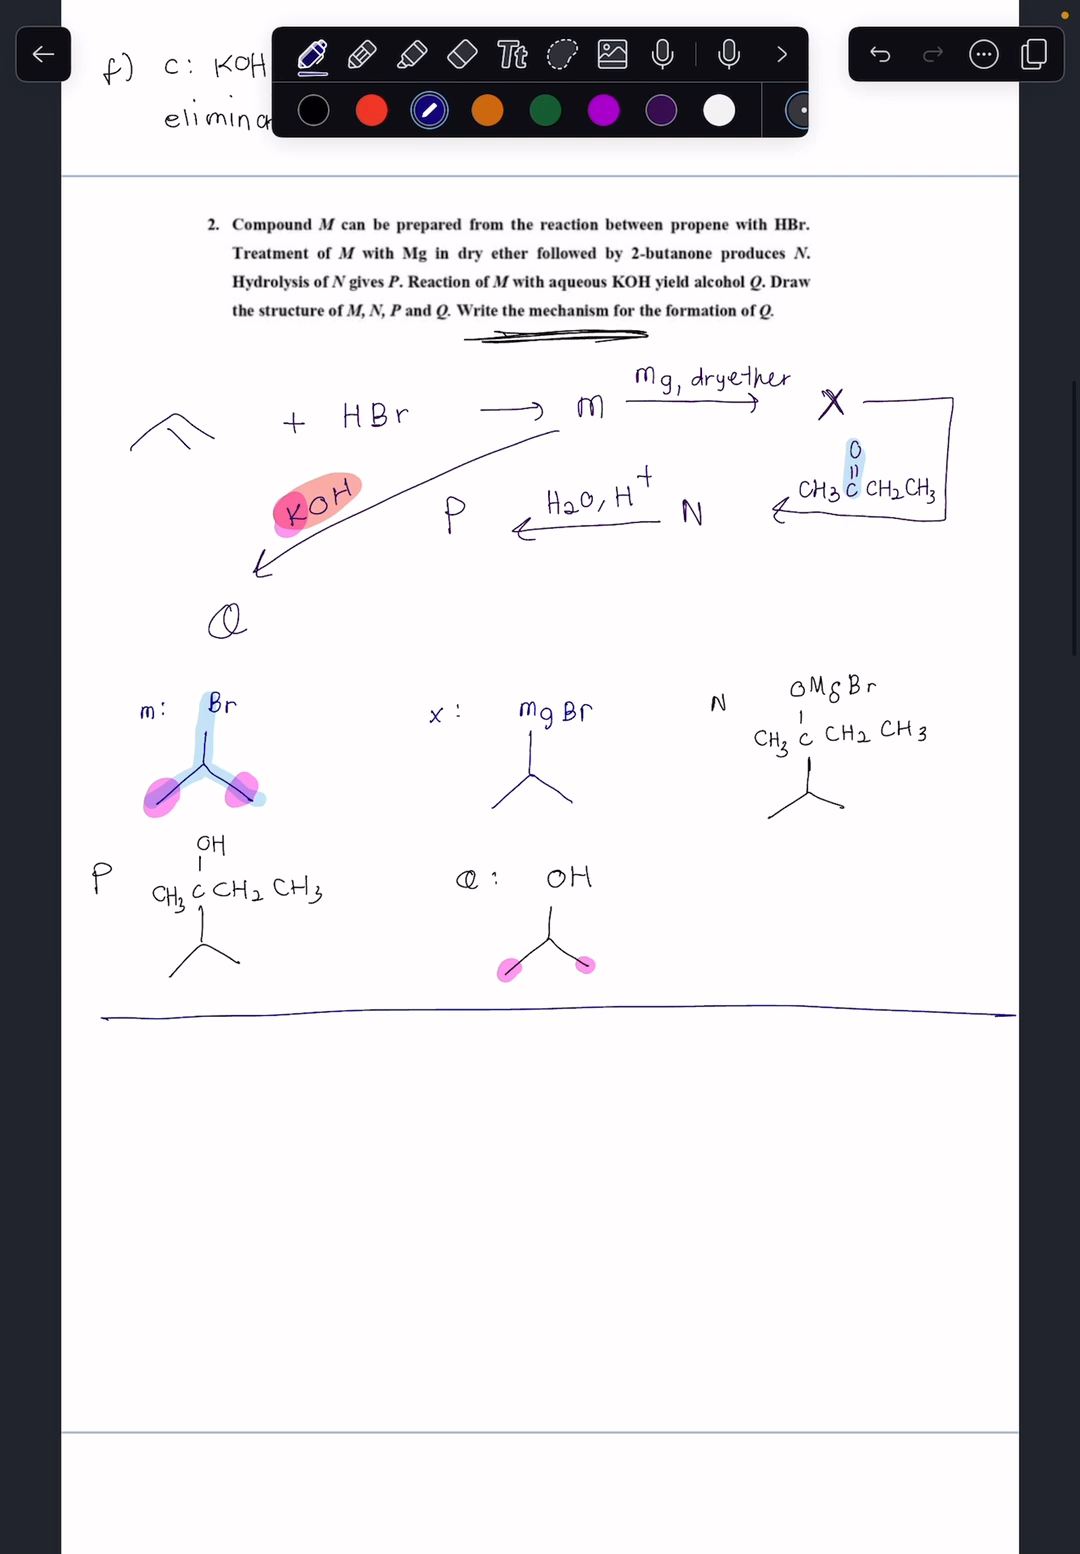 f) c: KOH
Tt
elimina
2. Compound M can be prepared from the reaction between propene with HBr.
Treatment of M with Mg in dry ether followed by 2-butanone produces N.
Hydrolysis of N gives P. Reaction of M with aqueous KOH yield alcohol Q. Draw
the structure of M, N, P and Q. Write the mechanism for the formation of Q.
Mg, dryether
+ HBr → m X
O
CH3 C CH2 CH3
KOH
P H2O, H+ N
Q
m: Br
x: Mg Br
N OMgBr
CH3 C CH2 CH3
P OH
CH3 C CH2 CH3
Q: OH